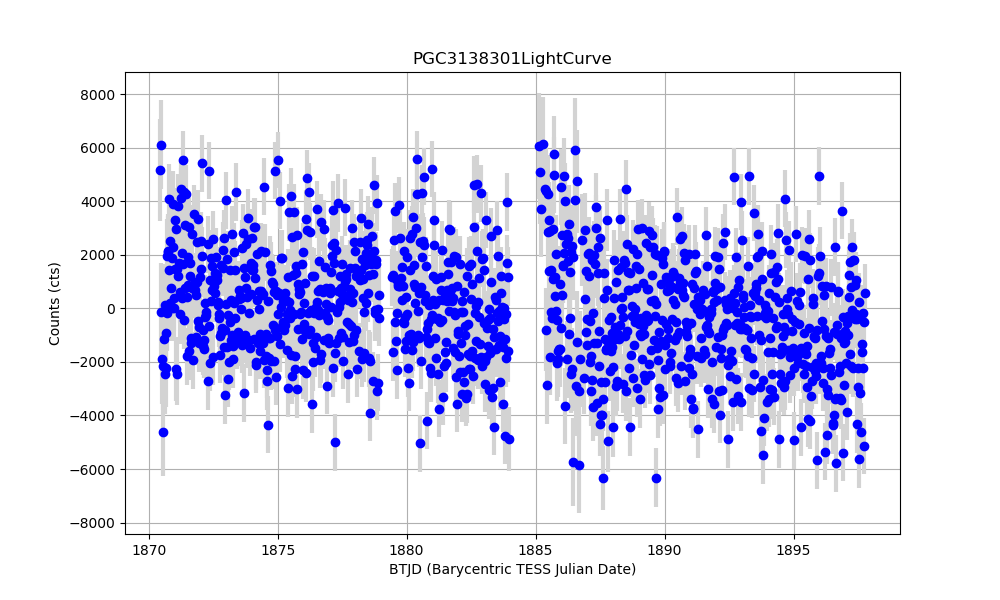 PGC3138301LightCurve
8000
6000
4000
2000
0
−2000
−4000
−6000
−8000
Counts (cts)
1870 1875 1880 1885 1890 1895
BTJD (Barycentric TESS Julian Date)